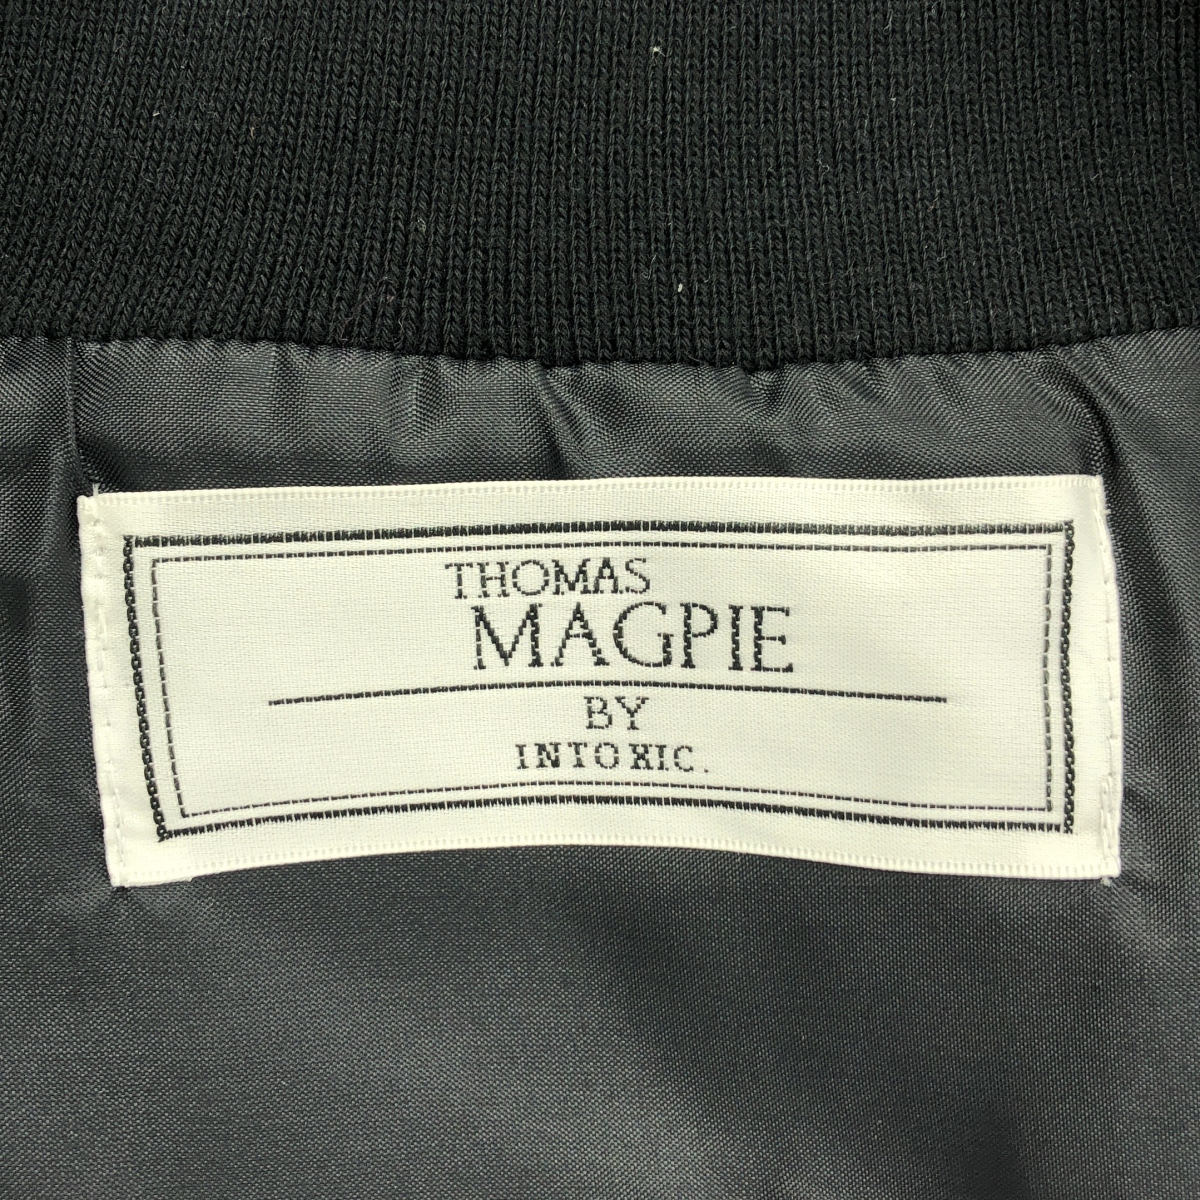 THOMAS
MAGPIE
BY
INTOXIC.